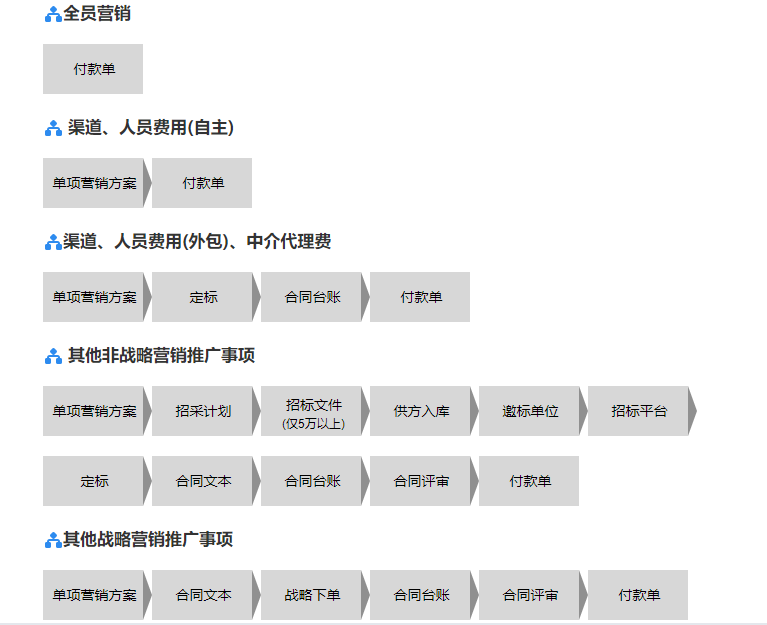 全员营销
付款单
渠道、人员费用(自主)
单项营销方案 付款单
渠道、人员费用(外包)、中介代理费
单项营销方案 定标 合同台账 付款单
其他非战略营销推广事项
单项营销方案 招采计划 招标文件 供方入库 邀标单位 招标平台
(仅5万以上)
定标 合同文本 合同台账 合同评审 付款单
其他战略营销推广事项
单项营销方案 合同文本 战略下单 合同台账 合同评审 付款单